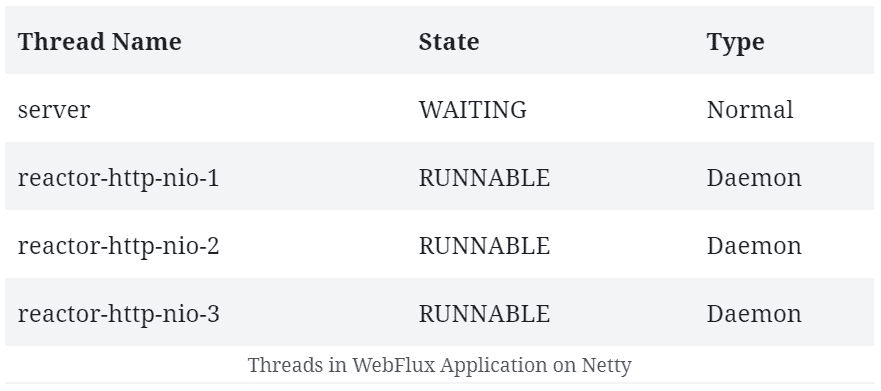 Thread Name State Type
server WAITING Normal
reactor-http-nio-1 RUNNABLE Daemon
reactor-http-nio-2 RUNNABLE Daemon
reactor-http-nio-3 RUNNABLE Daemon
Threads in WebFlux Application on Netty